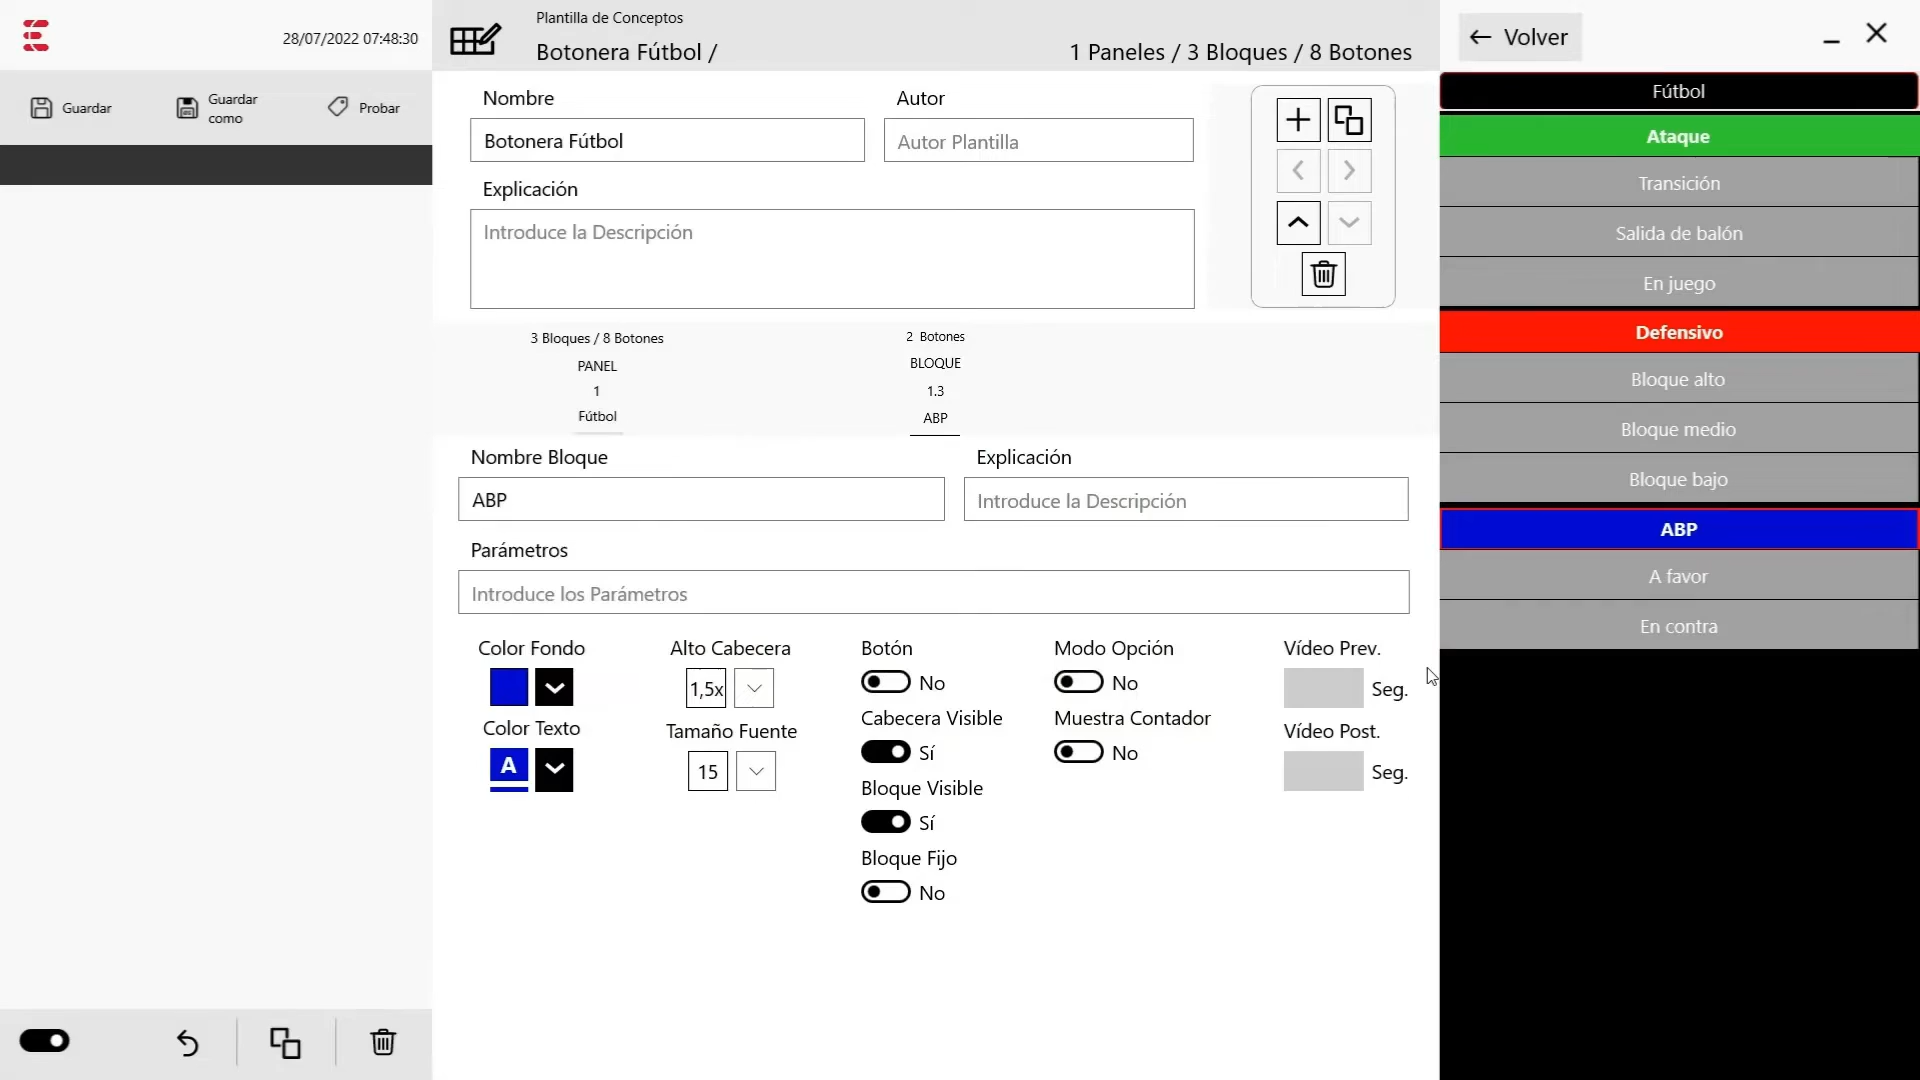 28/07/2022 07:48:30
Guardar
Guardar
como
Probar
Plantilla de Conceptos
Botonera Fútbol /
1 Paneles / 3 Bloques / 8 Botones
Volver
Nombre
Autor
Botonera Fútbol
Autor Plantilla
Explicación
Introduce la Descripción
3 Bloques / 8 Botones
PANEL
1
Fútbol
2 Botones
BLOQUE
1.3
ABP
Nombre Bloque
Explicación
ABP
Introduce la Descripción
Parámetros
Introduce los Parámetros
Color Fondo
Color Texto
A
Alto Cabecera
1,5x
Tamaño Fuente
15
Botón
No
Cabecera Visible
Sí
Bloque Visible
Sí
Bloque Fijo
No
Modo Opción
No
Muestra Contador
No
Vídeo Prev.
Seg.
Vídeo Post.
Seg.
Fútbol
Ataque
Transición
Salida de balón
En juego
Defensivo
Bloque alto
Bloque medio
Bloque bajo
ABP
A favor
En contra